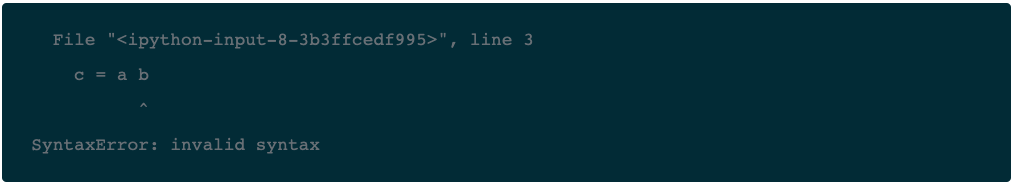 File "<ipython-input-8-3b3ffcedf995>", line 3
c = a b
^
SyntaxError: invalid syntax